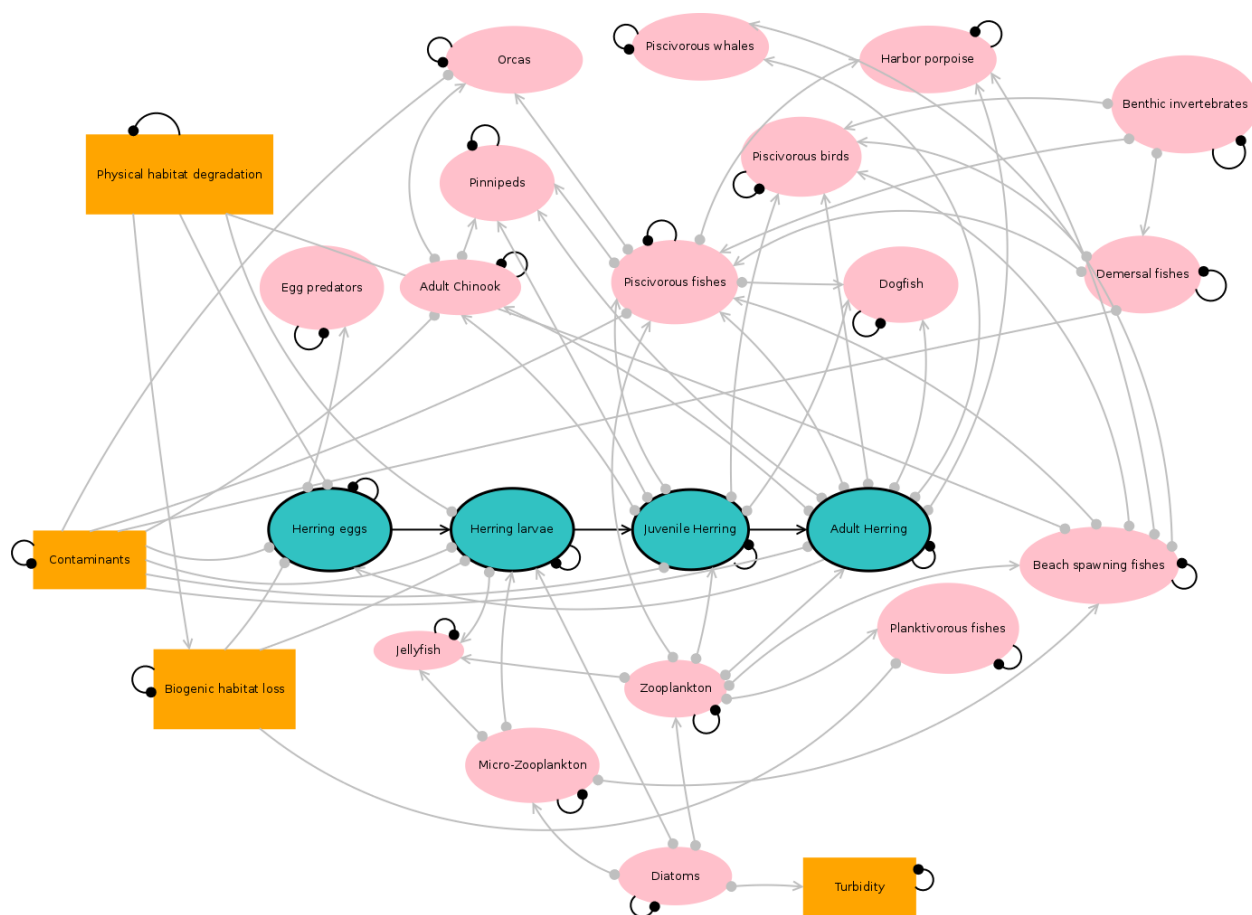 Orcas
Piscivorous whales
Harbor porpoise
Benthic invertebrates
Physical habitat degradation
Pinnipeds
Piscivorous birds
Egg predators
Adult Chinook
Piscivorous fishes
Dogfish
Demersal fishes
Contaminants
Herring eggs
Herring larvae
Juvenile Herring
Adult Herring
Beach spawning fishes
Jellyfish
Planktivorous fishes
Biogenic habitat loss
Zooplankton
Micro-Zooplankton
Diatoms
Turbidity